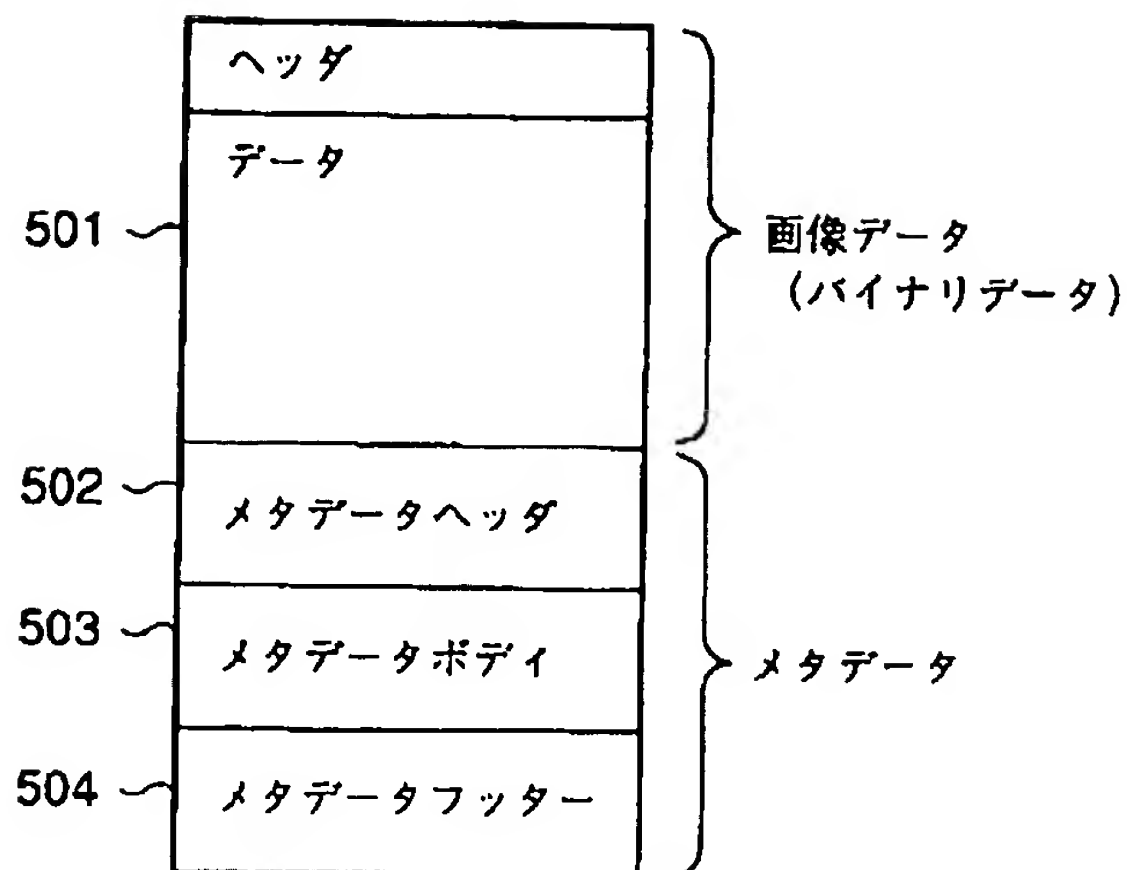 ヘッダ
データ
501
画像データ
(バイナリデータ)
502
メタデータヘッダ
503
メタデータボディ
メタデータ
504
メタデータフッター